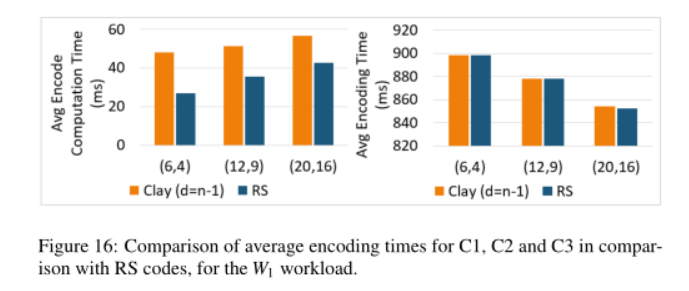 Avg Encode
Computation Time
(ms)
60
40
20
0
(6,4) (12,9) (20,16)
Clay (d=n-1) RS
Avg Encoding Time
(ms)
920
900
880
860
840
820
(6,4) (12,9) (20,16)
Clay (d=n-1) RS
Figure 16: Comparison of average encoding times for C1, C2 and C3 in compar-
ison with RS codes, for the W₁ workload.